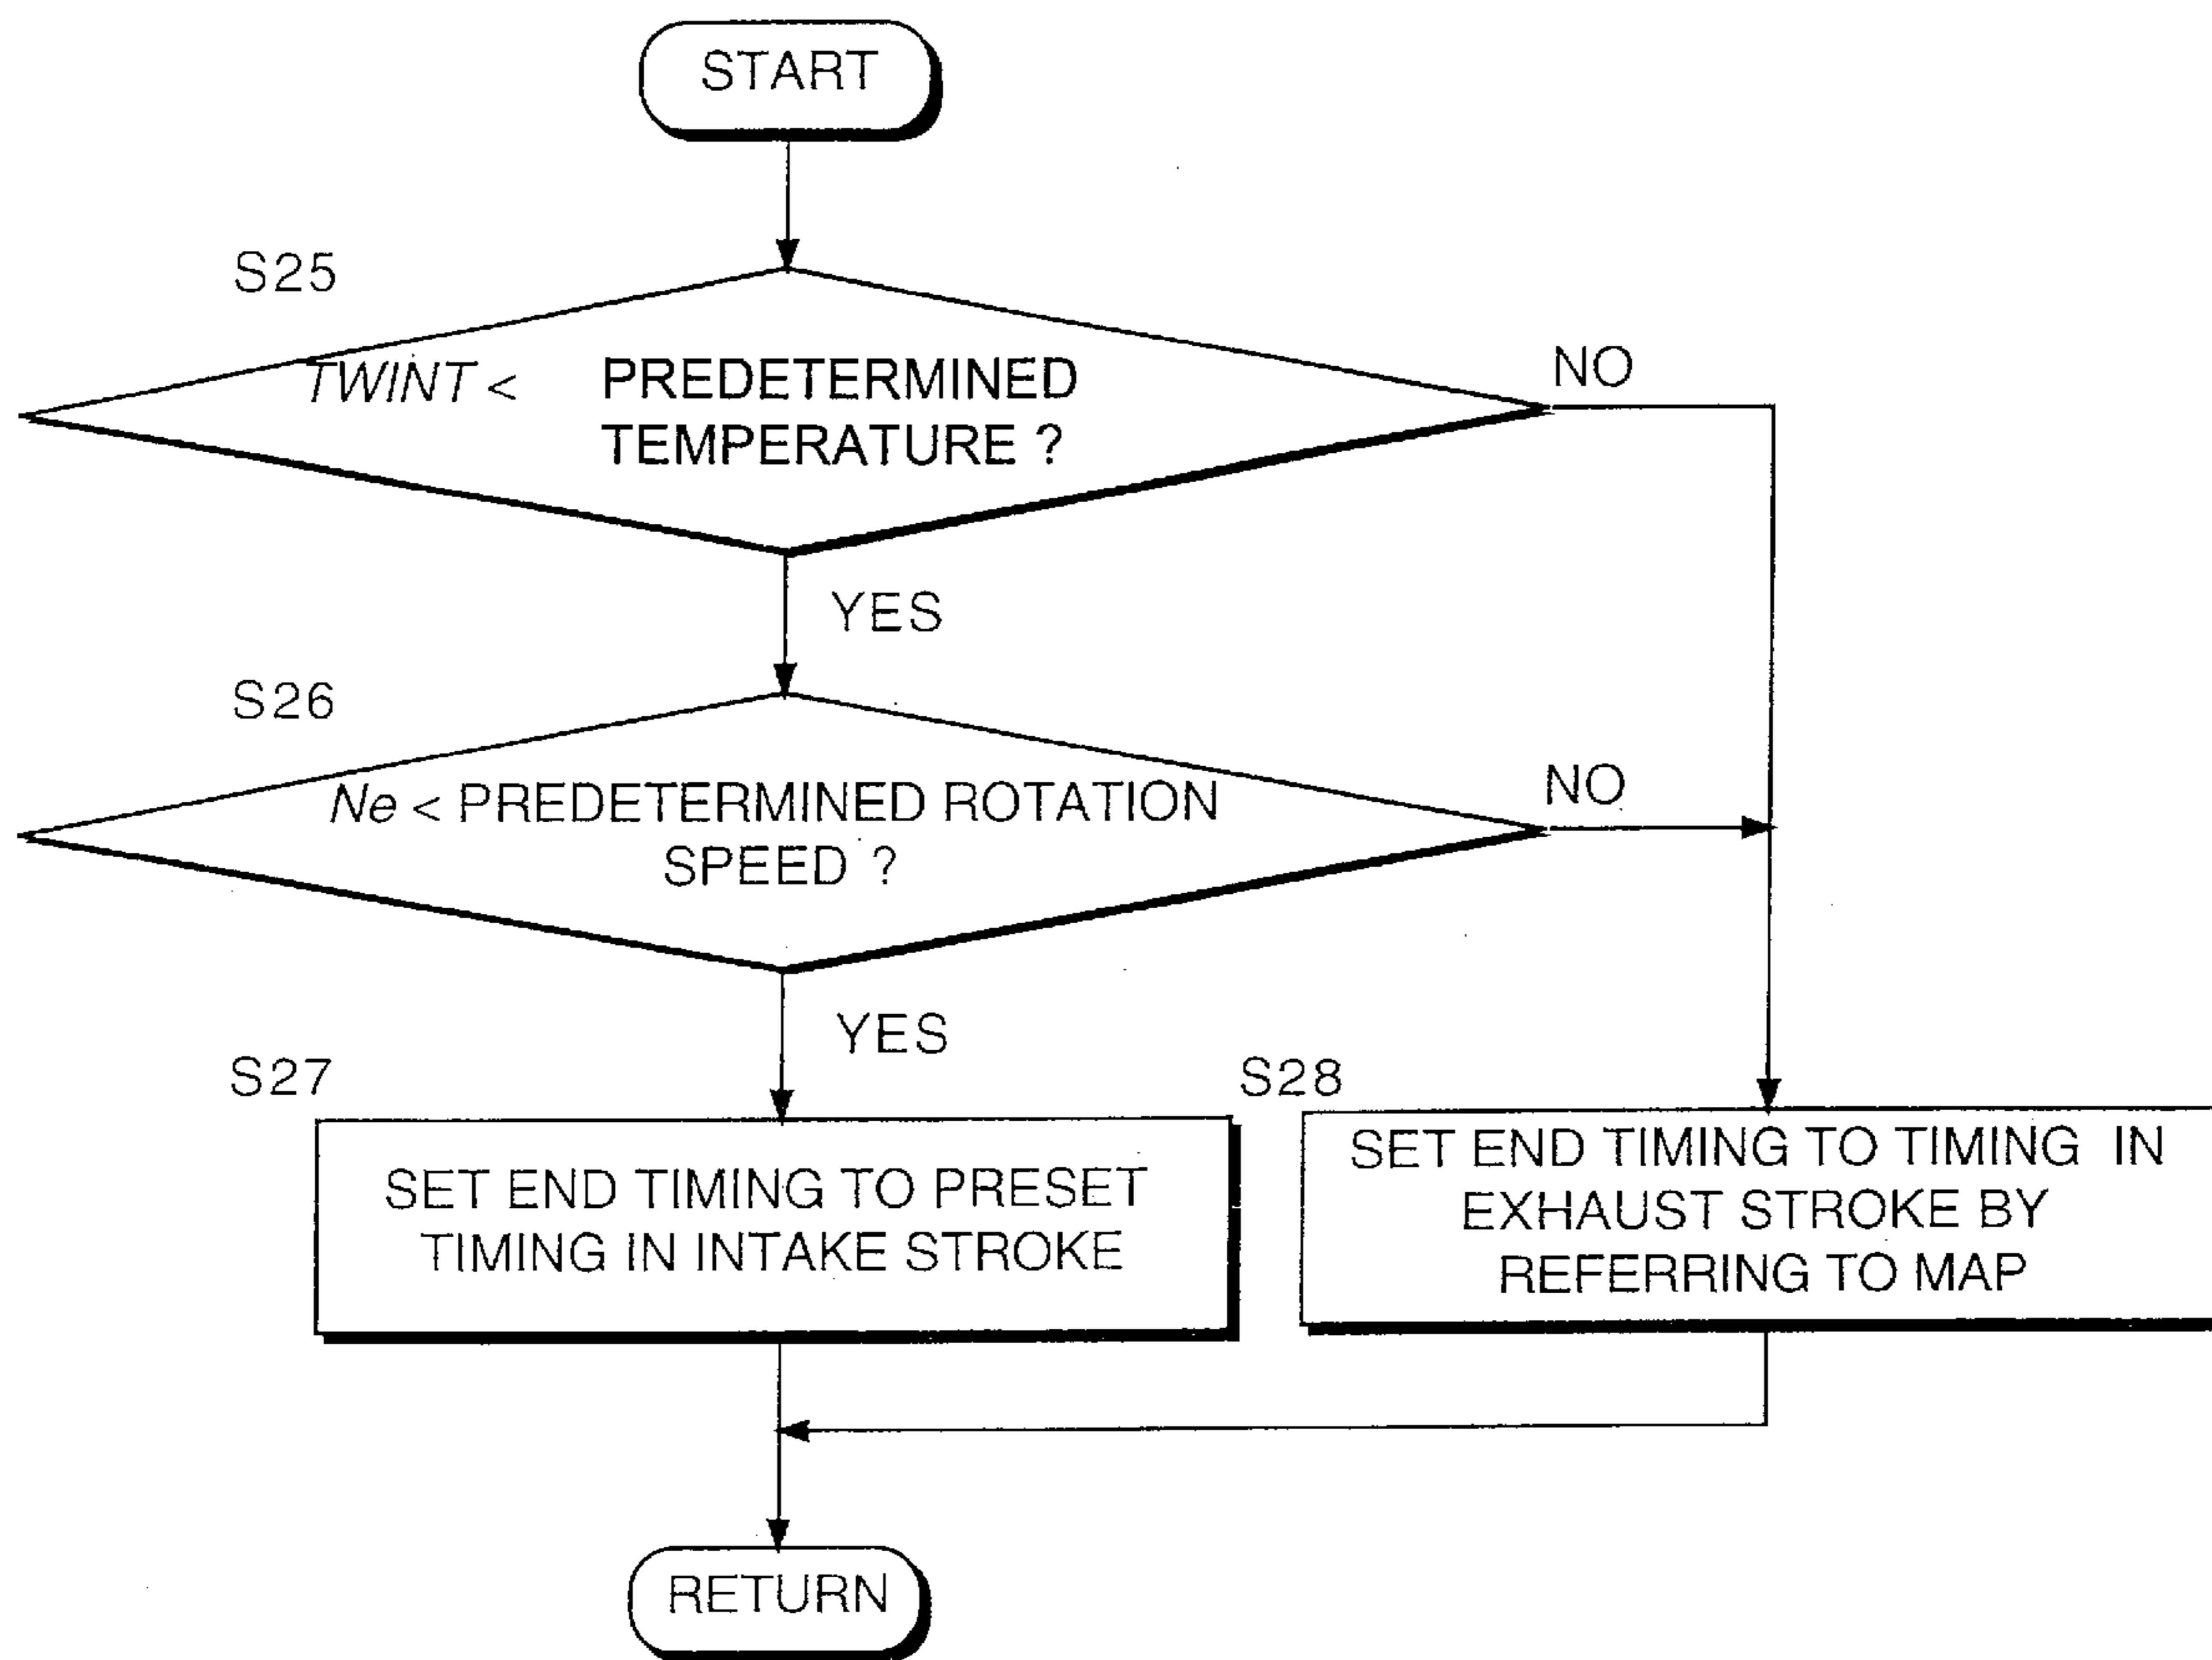 START
S25
TWINT < PREDETERMINED
TEMPERATURE ?
NO
YES
S26
Ne < PREDETERMINED ROTATION
SPEED ?
NO
YES
S27
SET END TIMING TO PRESET
TIMING IN INTAKE STROKE
S28
SET END TIMING TO TIMING IN
EXHAUST STROKE BY
REFERRING TO MAP
RETURN